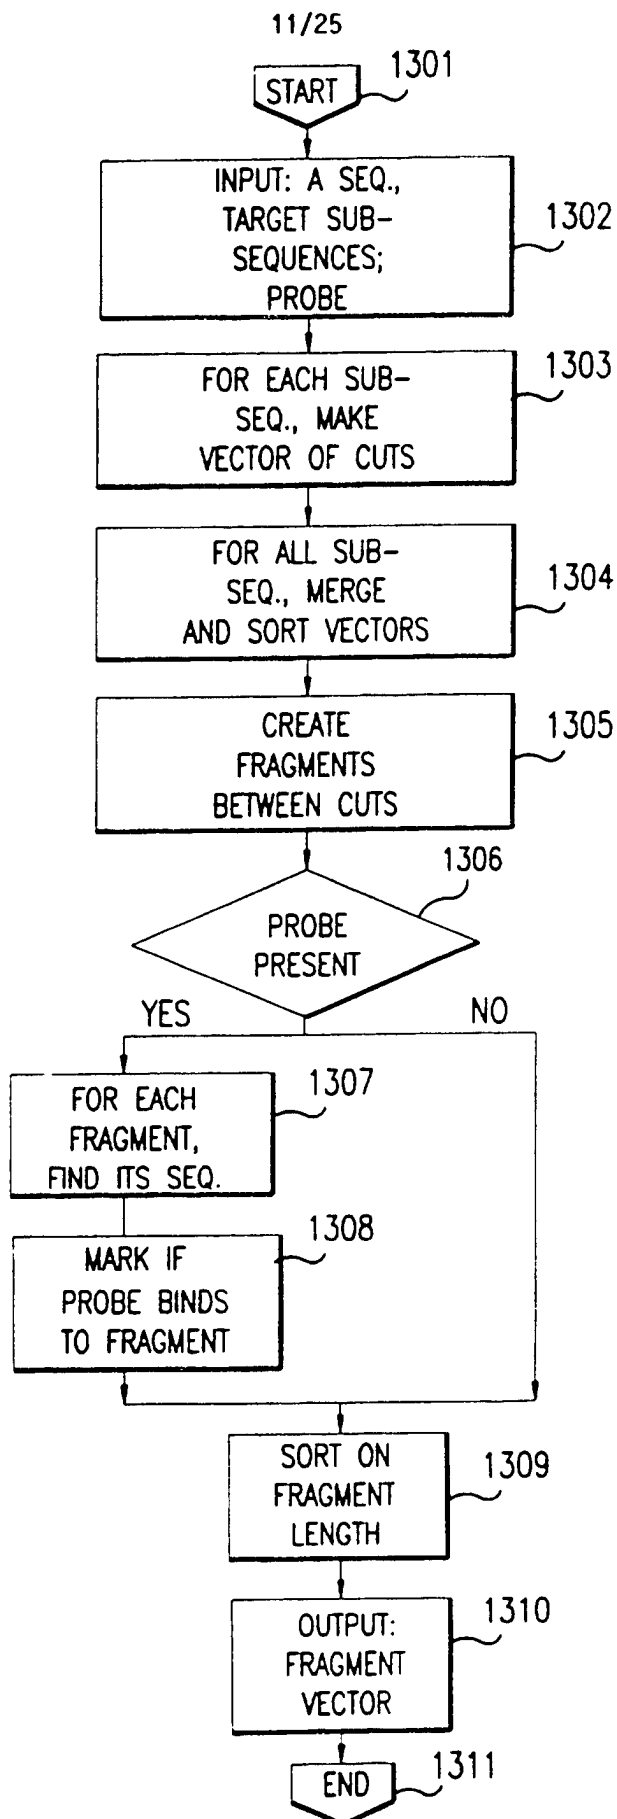 11/25
START
1301
INPUT: A SEQ.,
TARGET SUB-
SEQUENCES;
PROBE
1302
FOR EACH SUB-
SEQ., MAKE
VECTOR OF CUTS
1303
FOR ALL SUB-
SEQ., MERGE
AND SORT VECTORS
1304
CREATE
FRAGMENTS
BETWEEN CUTS
1305
PROBE
PRESENT
1306
YES
NO
FOR EACH
FRAGMENT,
FIND ITS SEQ.
1307
MARK IF
PROBE BINDS
TO FRAGMENT
1308
SORT ON
FRAGMENT
LENGTH
1309
OUTPUT:
FRAGMENT
VECTOR
1310
END
1311